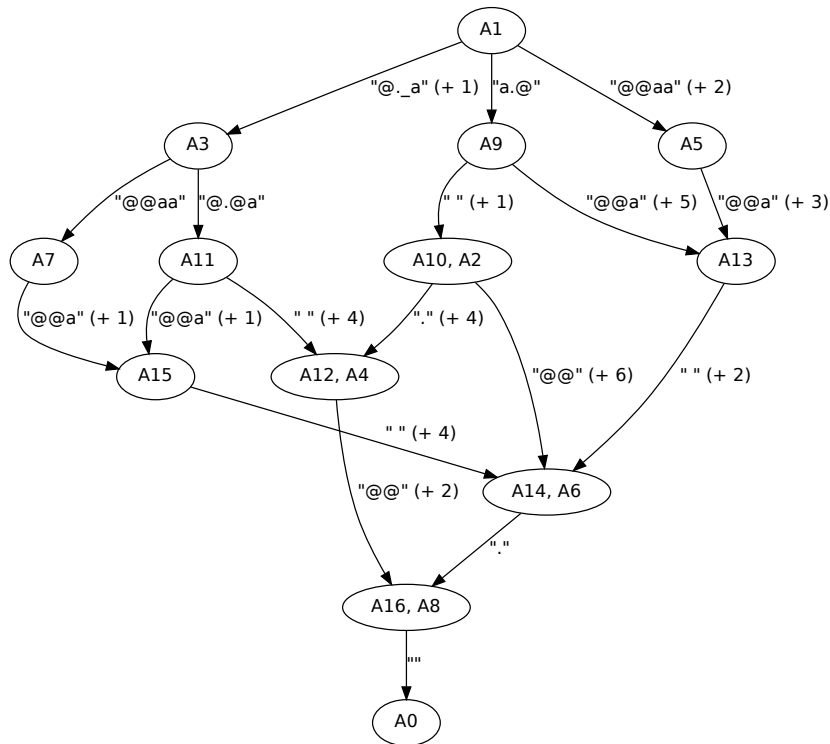 A1
"@._a" (+ 1)
"a.@"
"@@aa" (+ 2)
A3
A9
A5
"@@aa"
"@.@a"
" " (+ 1)
"@@a" (+ 5)
"@@a" (+ 3)
A7
A11
A10, A2
A13
"@@a" (+ 1)
"@@a" (+ 1)
" " (+ 4)
"." (+ 4)
"@@" (+ 6)
" " (+ 2)
A15
A12, A4
" " (+ 4)
"@@" (+ 2)
A14, A6
"."
A16, A8
""
A0